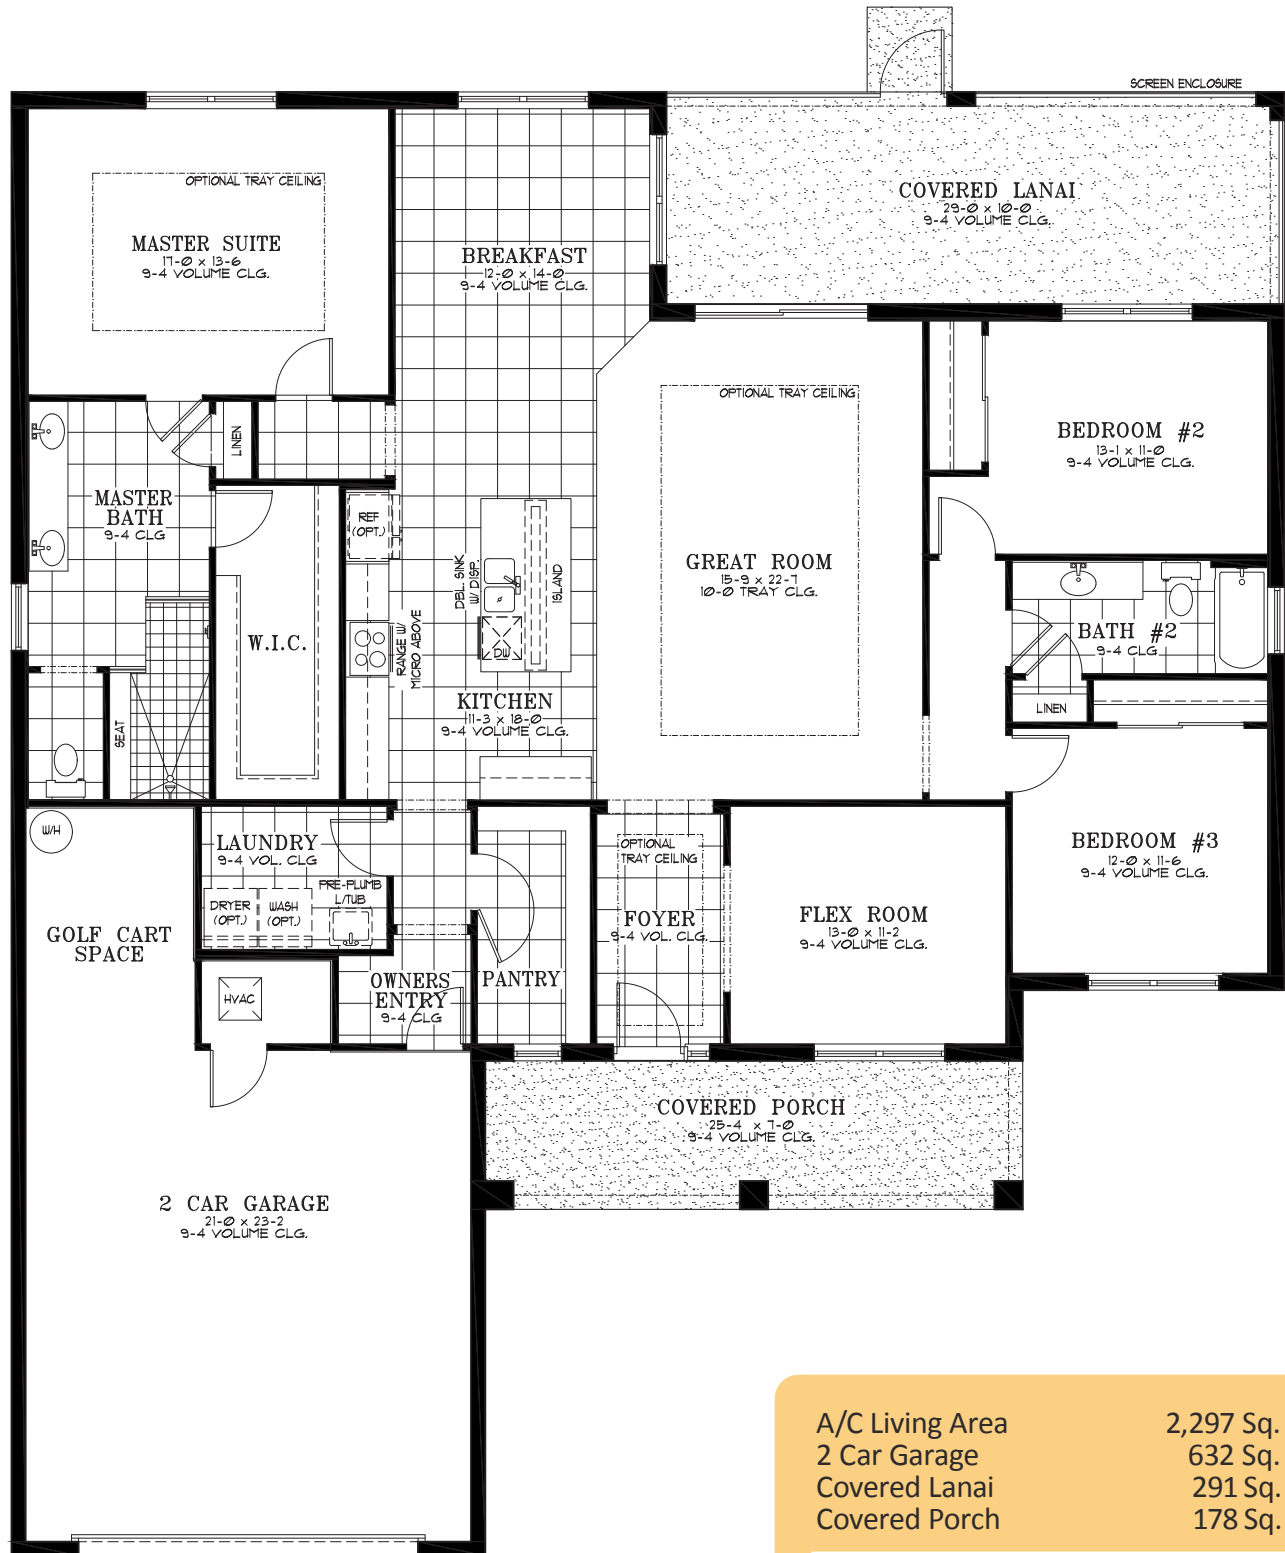 SCREEN ENCLOSURE
COVERED LANAI
29-0 x 10-0
9-4 VOLUME CLG.
OPTIONAL TRAY CEILING
MASTER SUITE
17-0 x 13-6
9-4 VOLUME CLG.
BREAKFAST
12-0 x 14-0
9-4 VOLUME CLG.
OPTIONAL TRAY CEILING
GREAT ROOM
15-9 x 22-7
10-0 TRAY CLG.
BEDROOM #2
13-1 x 11-0
9-4 VOLUME CLG.
LINEN
MASTER
BATH
9-4 CLG
REF
(OPT.)
DBL. SINK
W/ DISP.
ISLAND
DW
RANGE W/
MICRO ABOVE
W.I.C.
SEAT
KITCHEN
11-3 x 18-0
9-4 VOLUME CLG.
BATH #2
9-4 CLG
LINEN
BEDROOM #3
12-0 x 11-6
9-4 VOLUME CLG.
W/H
LAUNDRY
9-4 VOL. CLG
PRE-PLUMB
L/TUB
DRYER
(OPT.)
WASH
(OPT.)
GOLF CART
SPACE
HVAC
OWNERS
ENTRY
9-4 CLG
PANTRY
OPTIONAL
TRAY CEILING
FOYER
9-4 VOL. CLG.
FLEX ROOM
13-0 x 11-2
9-4 VOLUME CLG.
COVERED PORCH
25-4 x 7-0
9-4 VOLUME CLG.
2 CAR GARAGE
21-0 x 23-2
9-4 VOLUME CLG.
A/C Living Area 2,297 Sq.
2 Car Garage 632 Sq.
Covered Lanai 291 Sq.
Covered Porch 178 Sq.